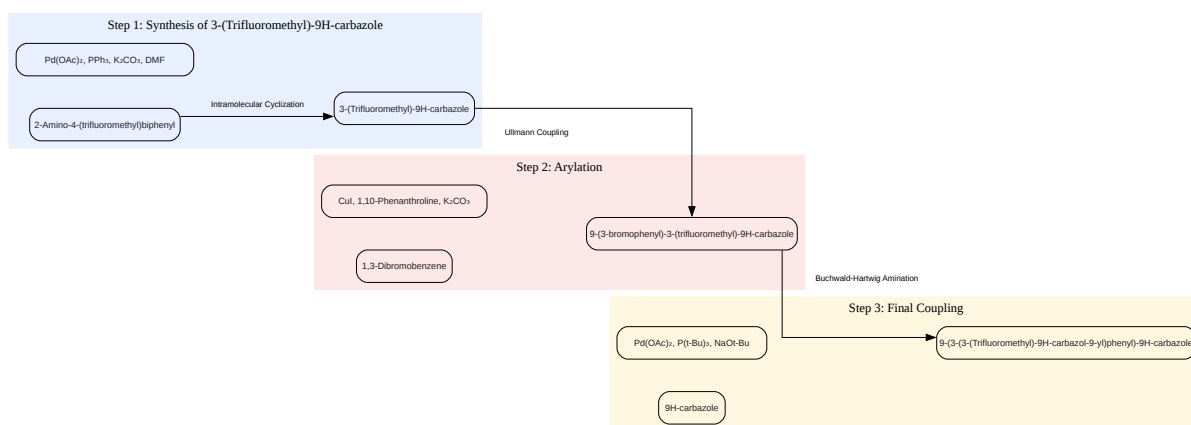 Step 1: Synthesis of 3-(Trifluoromethyl)-9H-carbazole
Pd(OAc)₂, PPh₃, K₂CO₃, DMF
2-Amino-4-(trifluoromethyl)biphenyl
Intramolecular Cyclization
3-(Trifluoromethyl)-9H-carbazole
Ullmann Coupling
Step 2: Arylation
CuI, 1,10-Phenanthroline, K₂CO₃
1,3-Dibromobenzene
9-(3-bromophenyl)-3-(trifluoromethyl)-9H-carbazole
Buchwald-Hartwig Amination
Step 3: Final Coupling
Pd(OAc)₂, P(t-Bu)₃, NaOt-Bu
9H-carbazole
9-(3-(3-(Trifluoromethyl)-9H-carbazol-9-yl)phenyl)-9H-carbazole